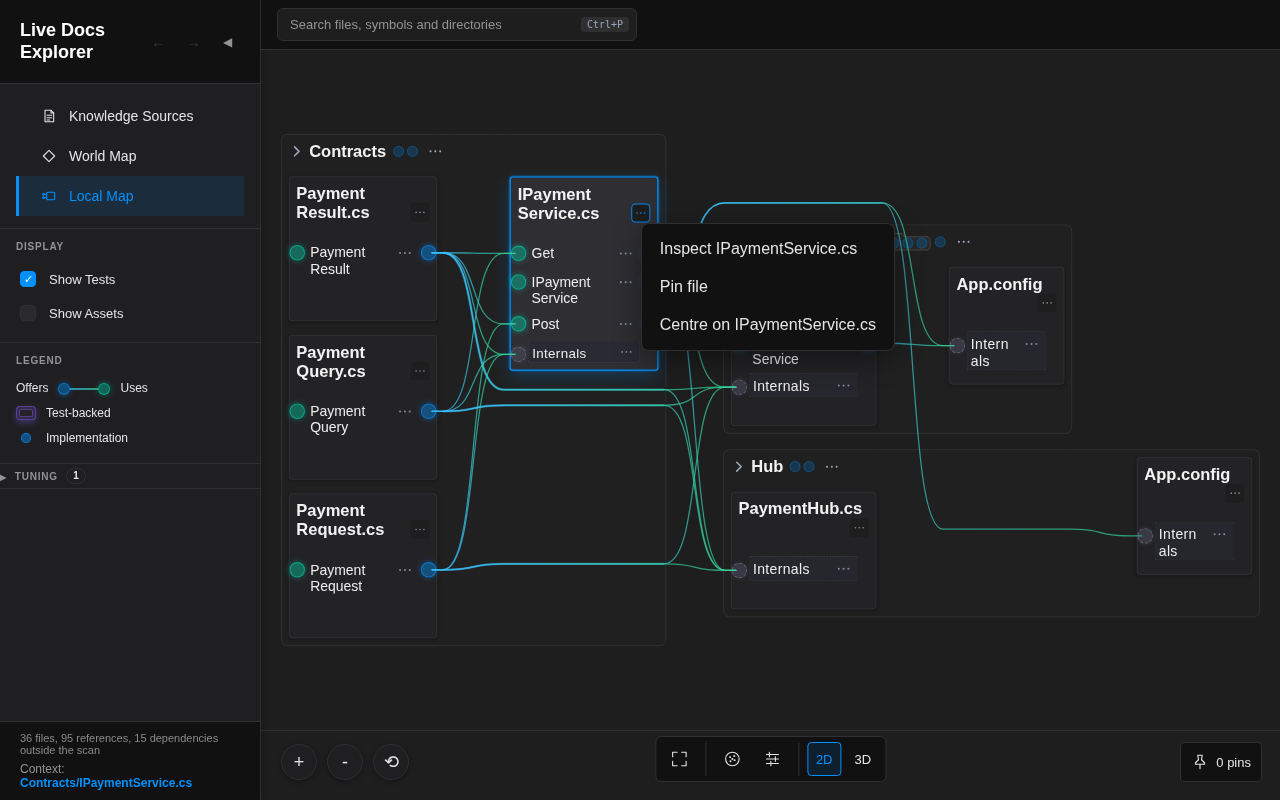 Live Docs
Explorer
Search files, symbols and directories
Ctrl+P
Knowledge Sources
World Map
Local Map
DISPLAY
Show Tests
Show Assets
LEGEND
Offers
Uses
Test-backed
Implementation
TUNING
1
36 files, 95 references, 15 dependencies
outside the scan
Context:
Contracts/IPaymentService.cs
Contracts
Payment
Result.cs
Payment
Result
Payment
Query.cs
Payment
Query
Payment
Request.cs
Payment
Request
IPayment
Service.cs
Get
IPayment
Service
Post
Internals
Inspect IPaymentService.cs
Pin file
Centre on IPaymentService.cs
Service
Internals
App.config
Intern
als
Hub
PaymentHub.cs
Internals
App.config
Intern
als
+
-
2D
3D
0 pins